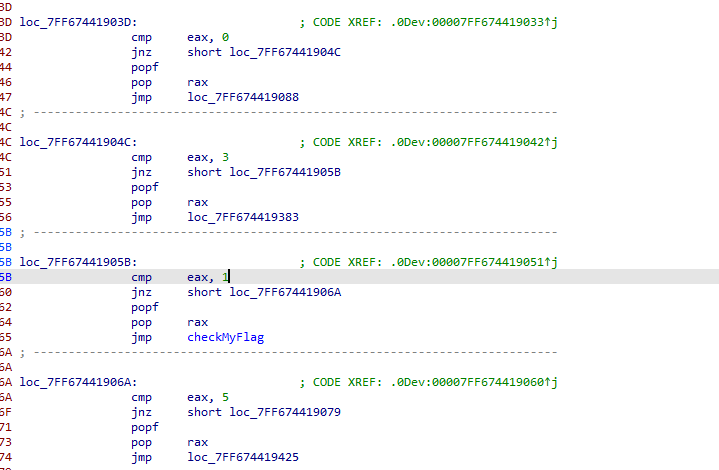 3D
3D loc_7FF67441903D: ; CODE XREF: .0Dev:00007FF674419033↑j
3D cmp eax, 0
42 jnz short loc_7FF67441904C
44 popf
46 pop rax
47 jmp loc_7FF674419088
4C ; ---------------------------------------------------------------------------
4C
4C loc_7FF67441904C: ; CODE XREF: .0Dev:00007FF674419042↑j
4C cmp eax, 3
51 jnz short loc_7FF67441905B
53 popf
55 pop rax
56 jmp loc_7FF674419383
5B ; ---------------------------------------------------------------------------
5B
5B loc_7FF67441905B: ; CODE XREF: .0Dev:00007FF674419051↑j
5B cmp eax, 1
60 jnz short loc_7FF67441906A
62 popf
64 pop rax
65 jmp checkMyFlag
6A ; ---------------------------------------------------------------------------
6A
6A loc_7FF67441906A: ; CODE XREF: .0Dev:00007FF674419060↑j
6A cmp eax, 5
6F jnz short loc_7FF674419079
71 popf
73 pop rax
74 jmp loc_7FF674419425